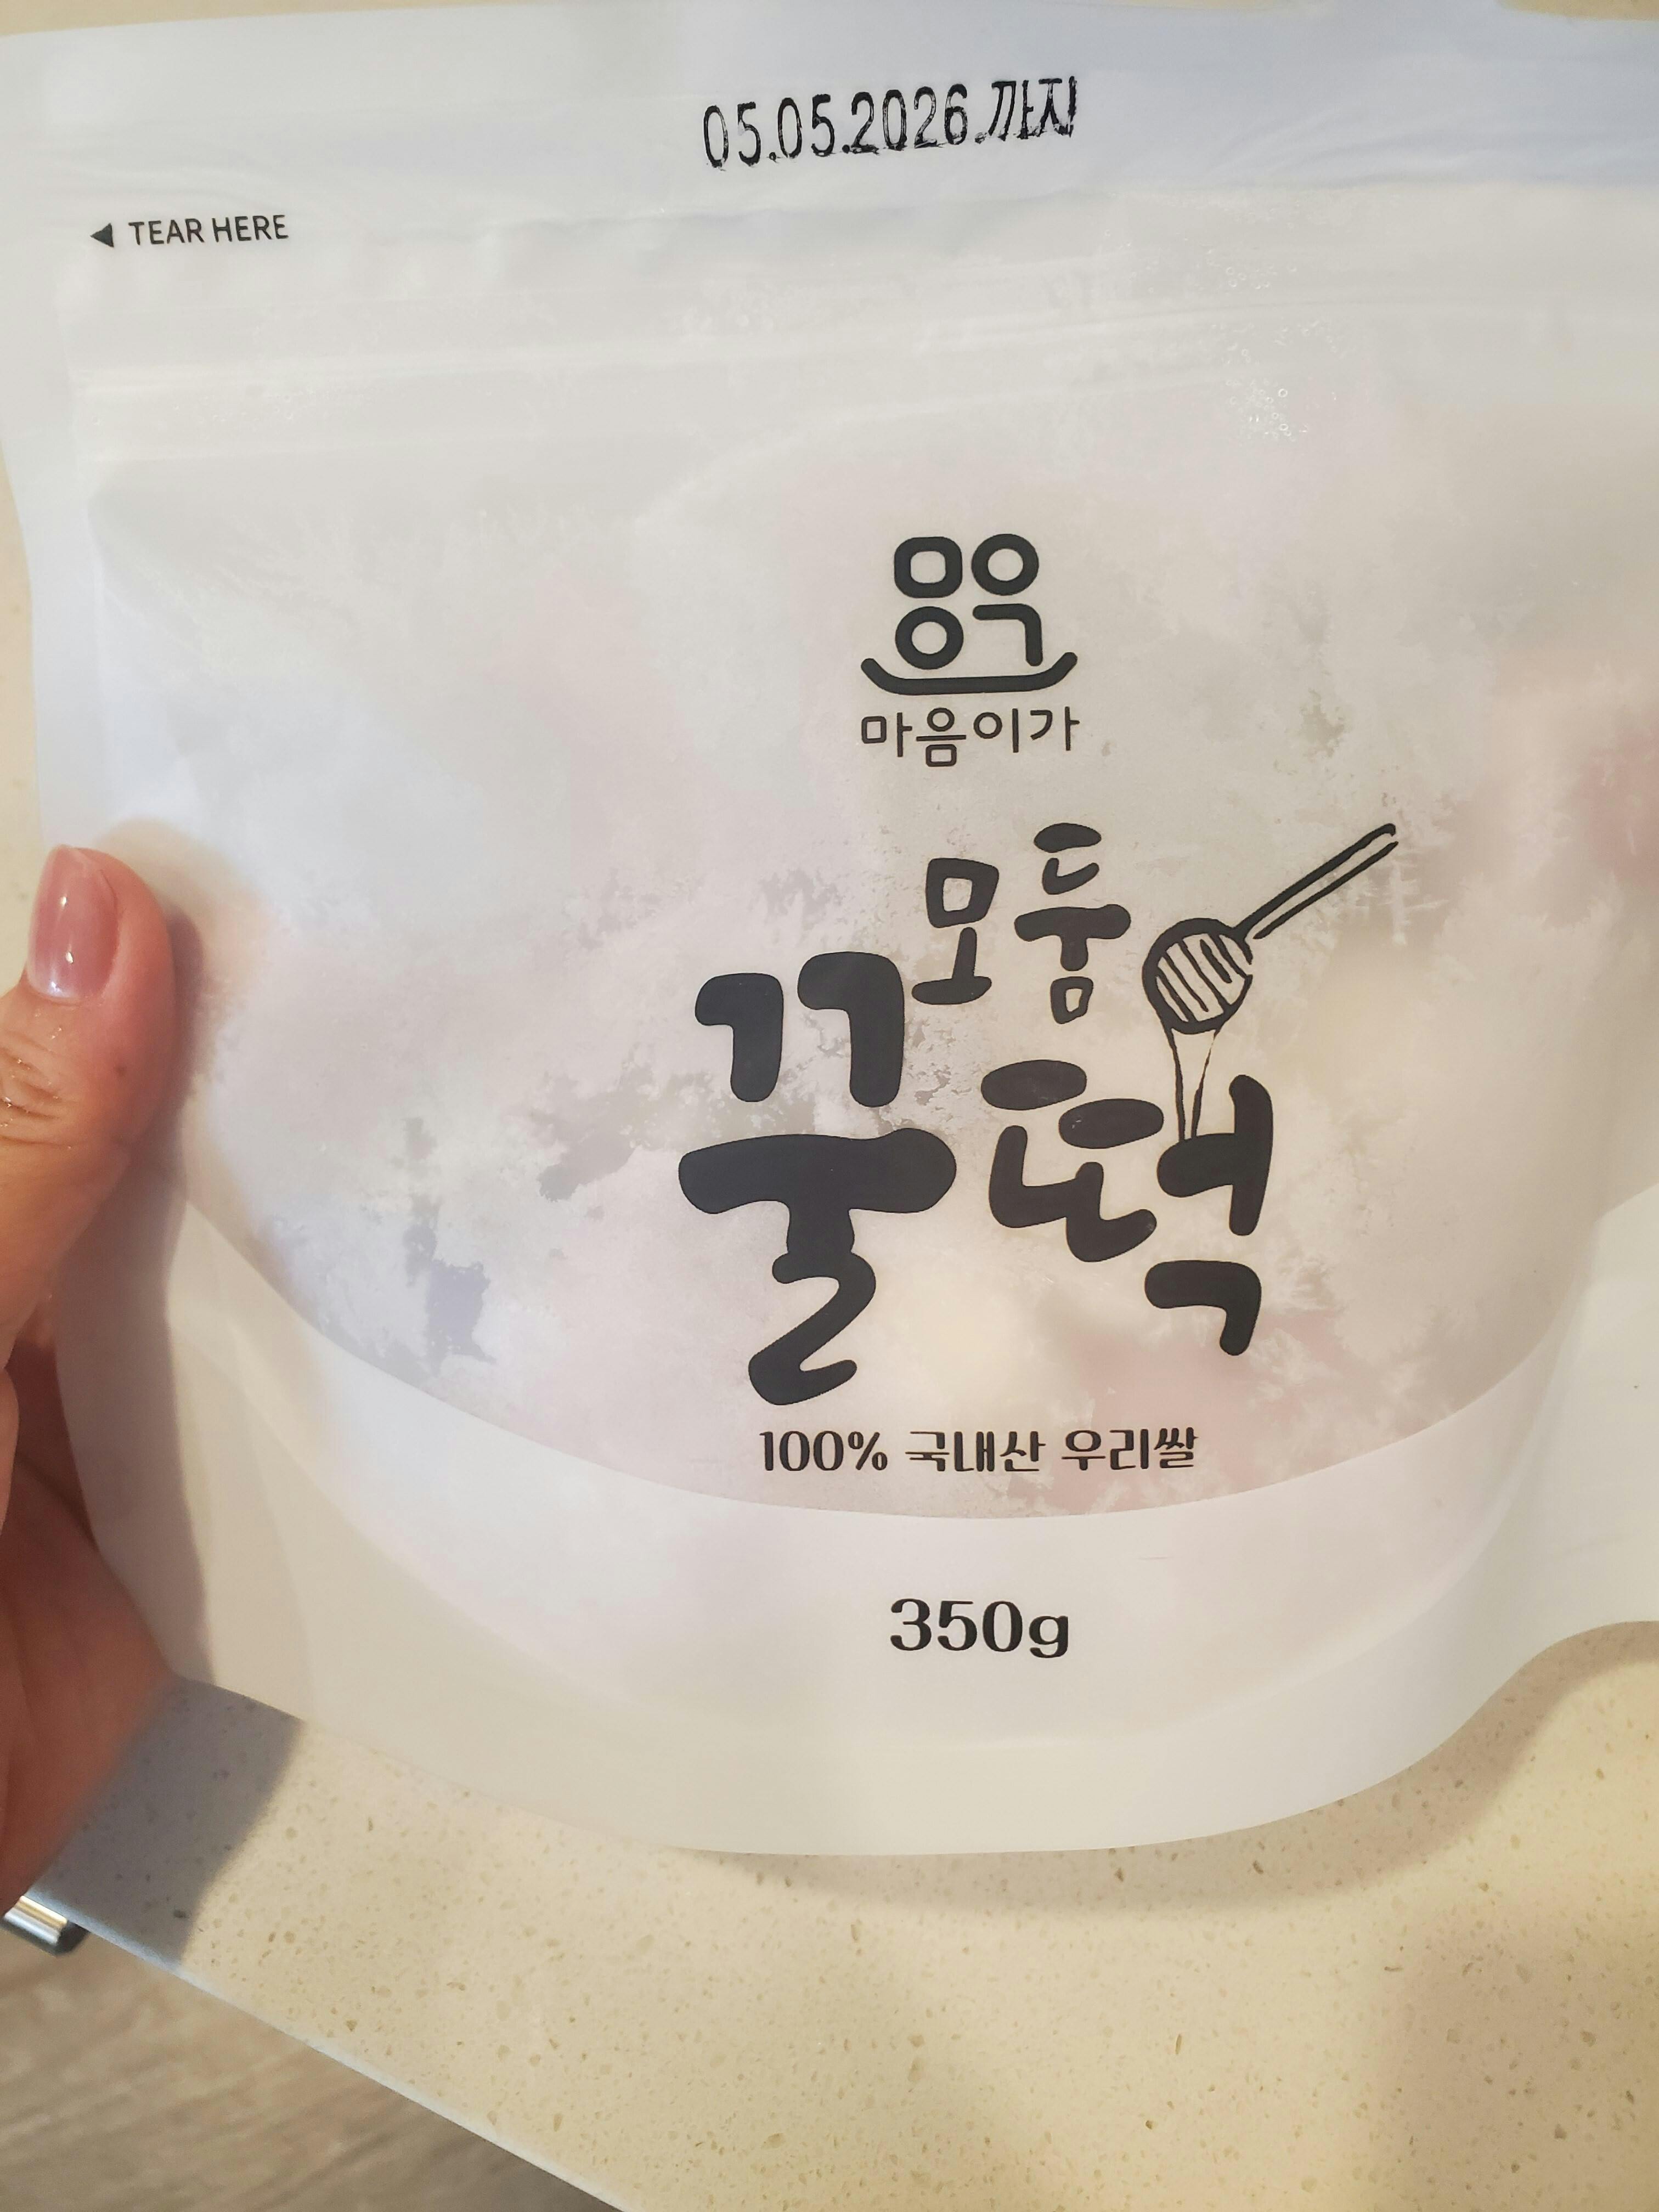 05.05.2026.까지
◀ TEAR HERE
마음이가
모듬
꿀떡
100% 국내산 우리쌀
350g